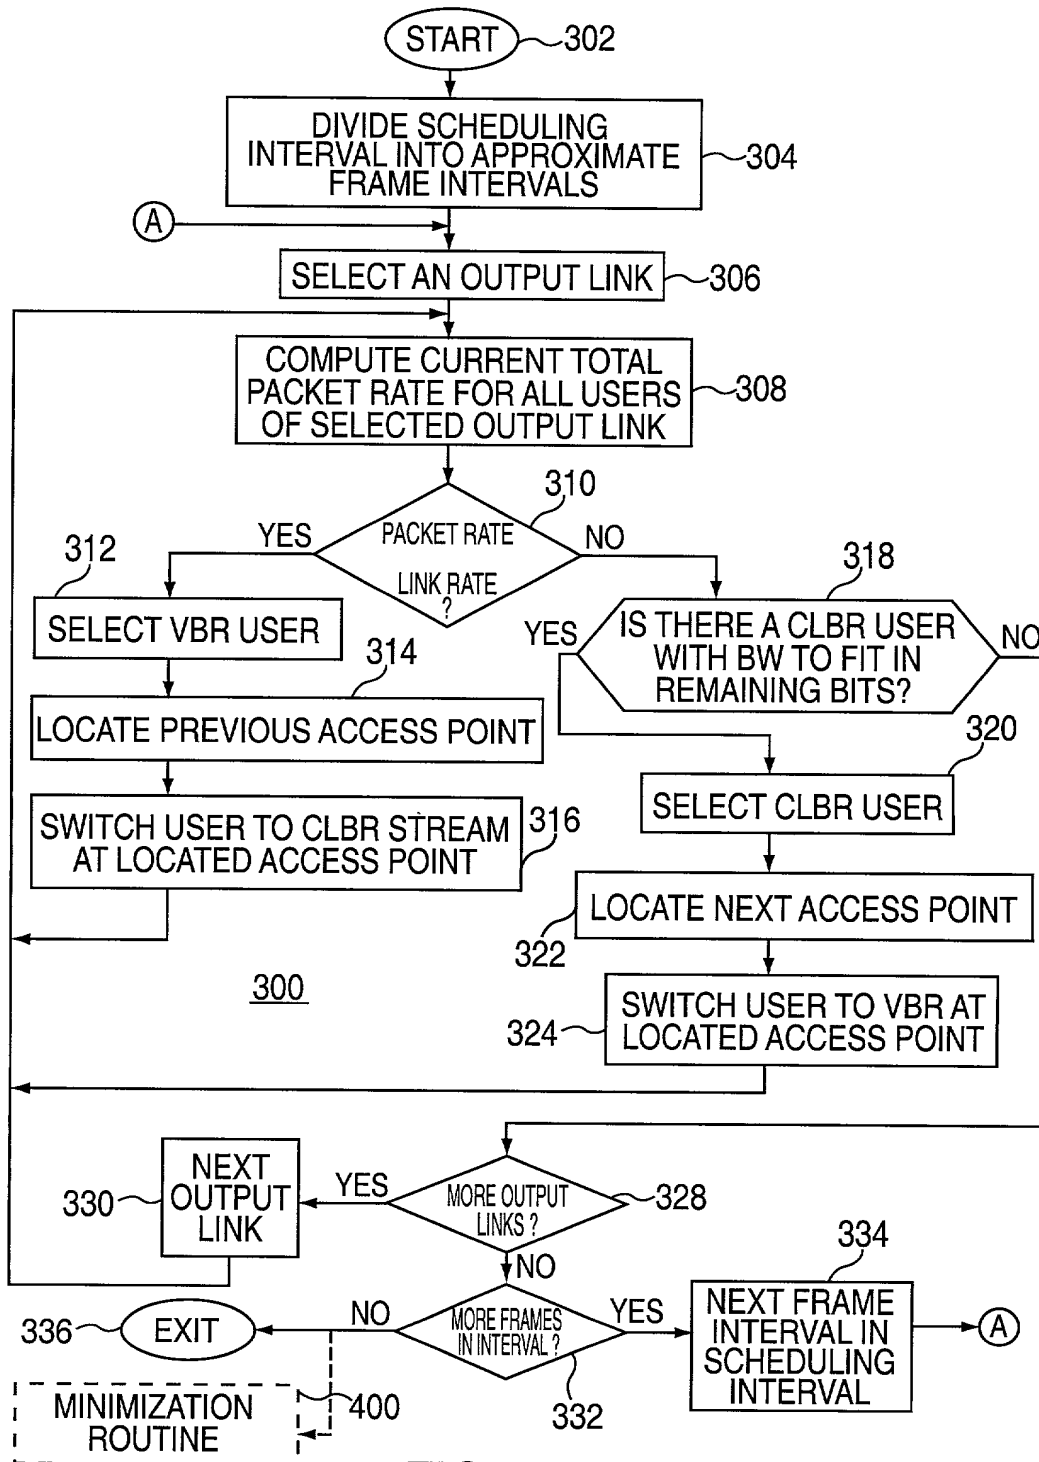 START
302
DIVIDE SCHEDULING
INTERVAL INTO APPROXIMATE
FRAME INTERVALS
304
A
SELECT AN OUTPUT LINK
306
COMPUTE CURRENT TOTAL
PACKET RATE FOR ALL USERS
OF SELECTED OUTPUT LINK
308
310
YES
PACKET RATE
LINK RATE
?
NO
312
SELECT VBR USER
318
YES
IS THERE A CLBR USER
WITH BW TO FIT IN
REMAINING BITS?
NO
314
LOCATE PREVIOUS ACCESS POINT
320
SELECT CLBR USER
SWITCH USER TO CLBR STREAM
AT LOCATED ACCESS POINT
316
LOCATE NEXT ACCESS POINT
322
300
SWITCH USER TO VBR AT
LOCATED ACCESS POINT
324
NEXT
OUTPUT
LINK
330
YES
MORE OUTPUT
LINKS ?
328
NO
334
336
EXIT
NO
MORE FRAMES
IN INTERVAL ?
YES
332
NEXT FRAME
INTERVAL IN
SCHEDULING
INTERVAL
A
MINIMIZATION
ROUTINE
400